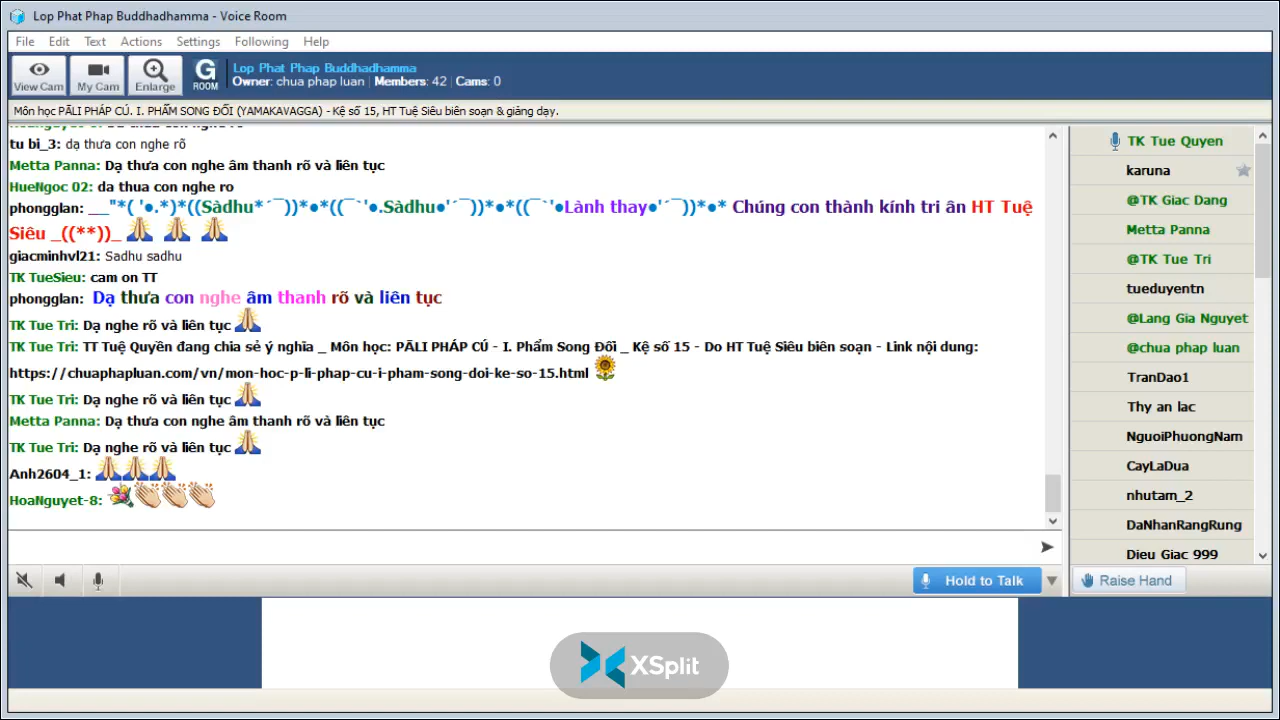 Lop Phat Phap Buddhadhamma - Voice Room
File Edit Text Actions Settings Following Help
View Cam My Cam Enlarge G ROOM
Lop Phat Phap Buddhadhamma
Owner: chua phap luan | Members: 42 | Cams: 0
Môn học PĀLI PHÁP CÚ. I. PHẨM SONG ĐỐI (YAMAKAVAGGA) - Kệ số 15, HT Tuệ Siêu biên soạn & giảng dạy.
tu bi_3: dạ thưa con nghe rõ
Metta Panna: Dạ thưa con nghe âm thanh rõ và liên tục
HueNgoc 02: da thua con nghe ro
phongglan: __"*( '●.*)*((Sàdhu*´¯))*●*((¯`'●.Sàdhu●'´¯))*●*((¯`'●Lành thay●'´¯))*●* Chúng con thành kính tri ân HT Tuệ
Siêu _((**))_ 🙏 🙏 🙏
giacminhvl21: Sadhu sadhu
TK TueSieu: cam on TT
phongglan: Dạ thưa con nghe âm thanh rõ và liên tục
TK Tue Tri: Dạ nghe rõ và liên tục 🙏
TK Tue Tri: TT Tuệ Quyền đang chia sẻ ý nghĩa _ Môn học: PĀLI PHÁP CÚ - I. Phẩm Song Đối _ Kệ số 15 - Do HT Tuệ Siêu biên soạn - Link nội dung:
https://chuaphapluan.com/vn/mon-hoc-p-li-phap-cu-i-pham-song-doi-ke-so-15.html 🌻
TK Tue Tri: Dạ nghe rõ và liên tục 🙏
Metta Panna: Dạ thưa con nghe âm thanh rõ và liên tục
TK Tue Tri: Dạ nghe rõ và liên tục 🙏
Anh2604_1: 🙏🙏🙏
HoaNguyet-8: 💐👏👏👏
Hold to Talk
TK Tue Quyen
karuna
@TK Giac Dang
Metta Panna
@TK Tue Tri
tueduyentn
@Lang Gia Nguyet
@chua phap luan
TranDao1
Thy an lac
NguoiPhuongNam
CayLaDua
nhutam_2
DaNhanRangRung
Dieu Giac 999
Raise Hand
XSplit